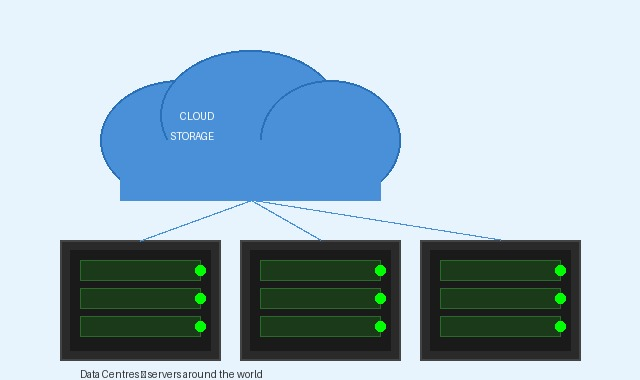 CLOUD
STORAGE
Data Centres servers around the world